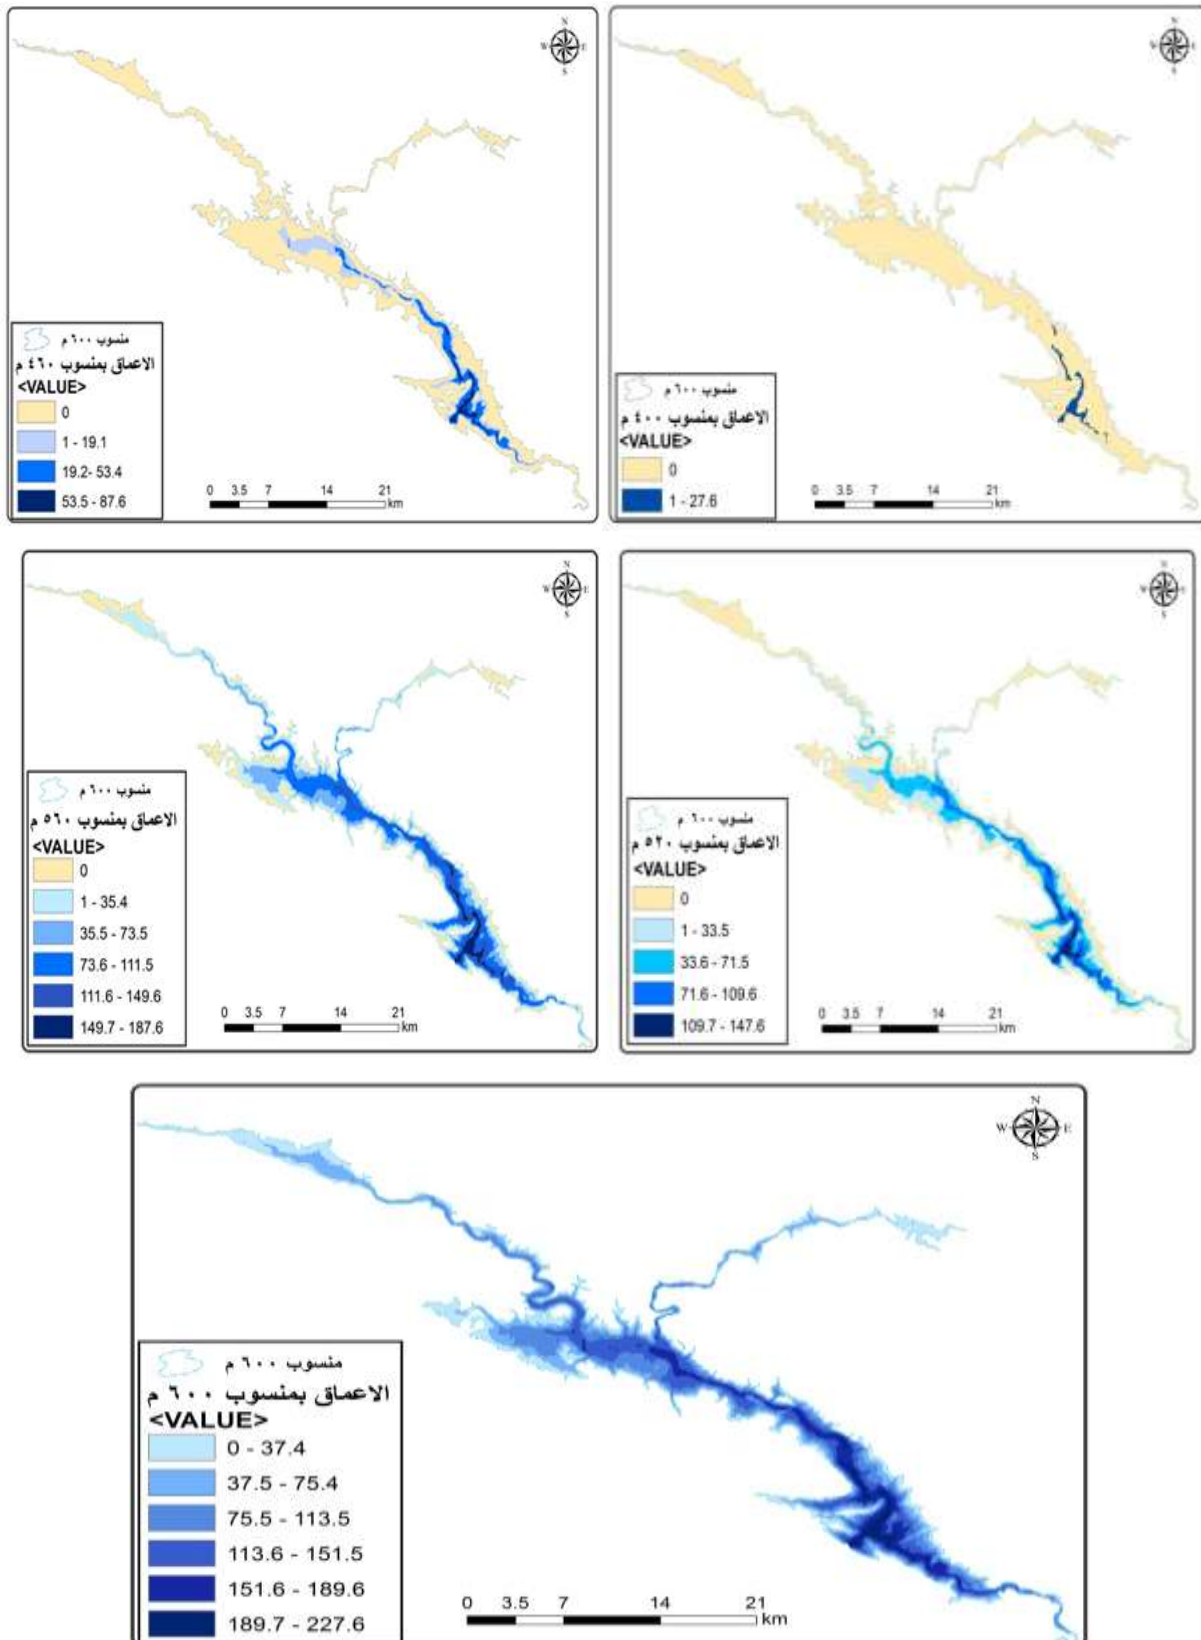 N
W E
S
منسوب ٦٠٠ م
الاعماق بمنسوب ٤٦٠ م
<VALUE>
0
1 - 19.1
19.2- 53.4
53.5 - 87.6
0 3.5 7 14 21
km
N
W E
S
منسوب ٦٠٠ م
الاعماق بمنسوب ٤٠٠ م
<VALUE>
0
1 - 27.6
0 3.5 7 14 21
km
N
W E
S
منسوب ٦٠٠ م
الاعماق بمنسوب ٥٦٠ م
<VALUE>
0
1 - 35.4
35.5 - 73.5
73.6 - 111.5
111.6 - 149.6
149.7 - 187.6
0 3.5 7 14 21
km
N
W E
S
منسوب ٦٠٠ م
الاعماق بمنسوب ٥٢٠ م
<VALUE>
0
1 - 33.5
33.6 - 71.5
71.6 - 109.6
109.7 - 147.6
0 3.5 7 14 21
km
N
W E
S
منسوب ٦٠٠ م
الاعماق بمنسوب ٦٠٠ م
<VALUE>
0 - 37.4
37.5 - 75.4
75.5 - 113.5
113.6 - 151.5
151.6 - 189.6
189.7 - 227.6
0 3.5 7 14 21
km